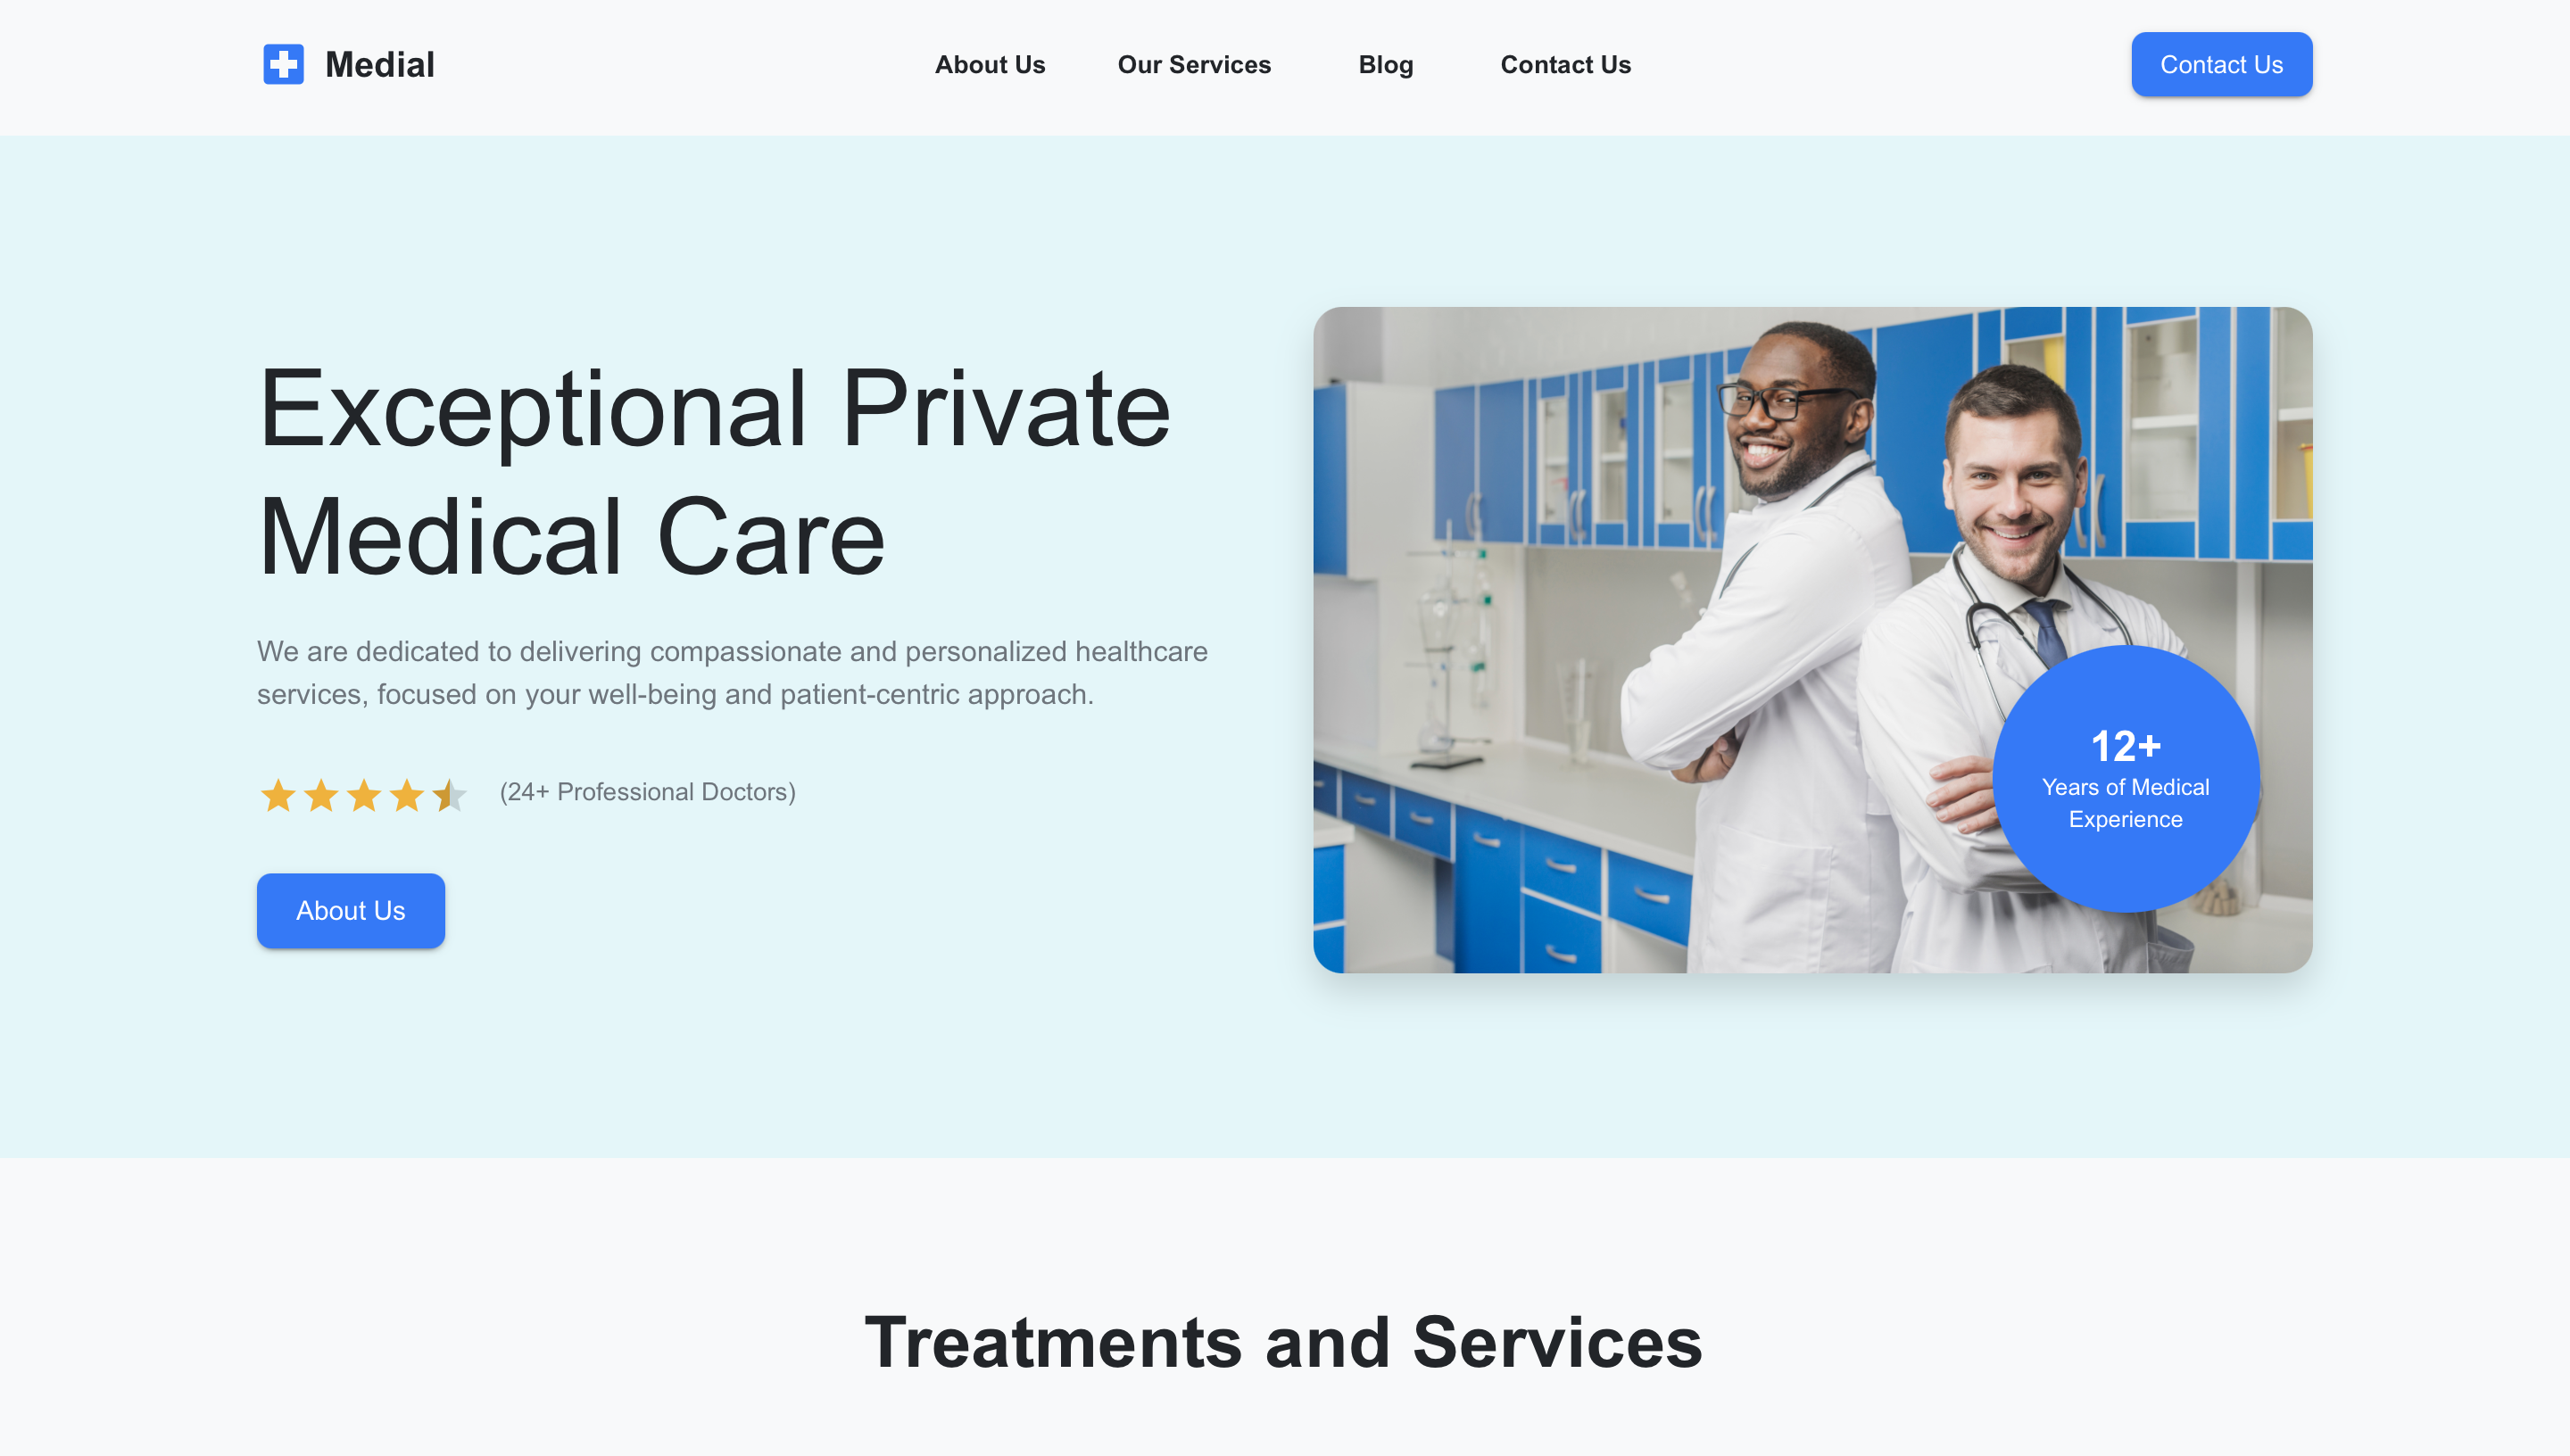 Medial
About Us
Our Services
Blog
Contact Us
Contact Us
Exceptional Private
Medical Care
We are dedicated to delivering compassionate and personalized healthcare
services, focused on your well-being and patient-centric approach.
(24+ Professional Doctors)
About Us
12+
Years of Medical
Experience
Treatments and Services